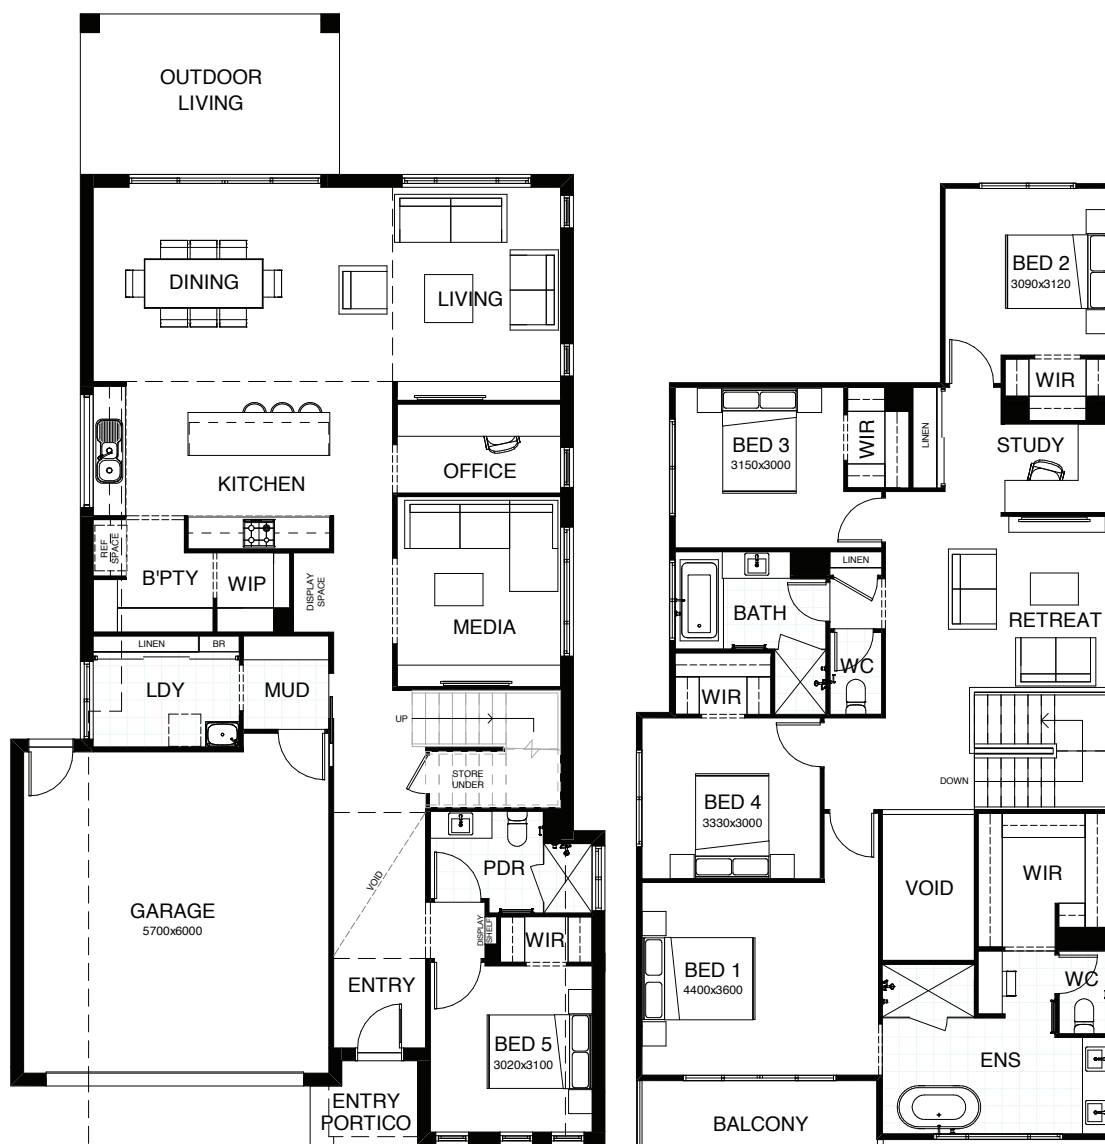 OUTDOOR
LIVING
DINING
LIVING
KITCHEN
OFFICE
REF
SPACE
B'PTY
WIP
DISPLAY
SPACE
MEDIA
LINEN
BR
LDY
MUD
UP
STORE
UNDER
VOID
PDR
DISPLAY
SHELF
WIR
GARAGE
5700x6000
ENTRY
BED 5
3020x3100
ENTRY
PORTICO
BED 2
3090x3120
WIR
BED 3
3150x3000
WIR
LINEN
STUDY
LINEN
BATH
RETREAT
WC
WIR
DOWN
BED 4
3330x3000
VOID
WIR
BED 1
4400x3600
WC
ENS
BALCONY